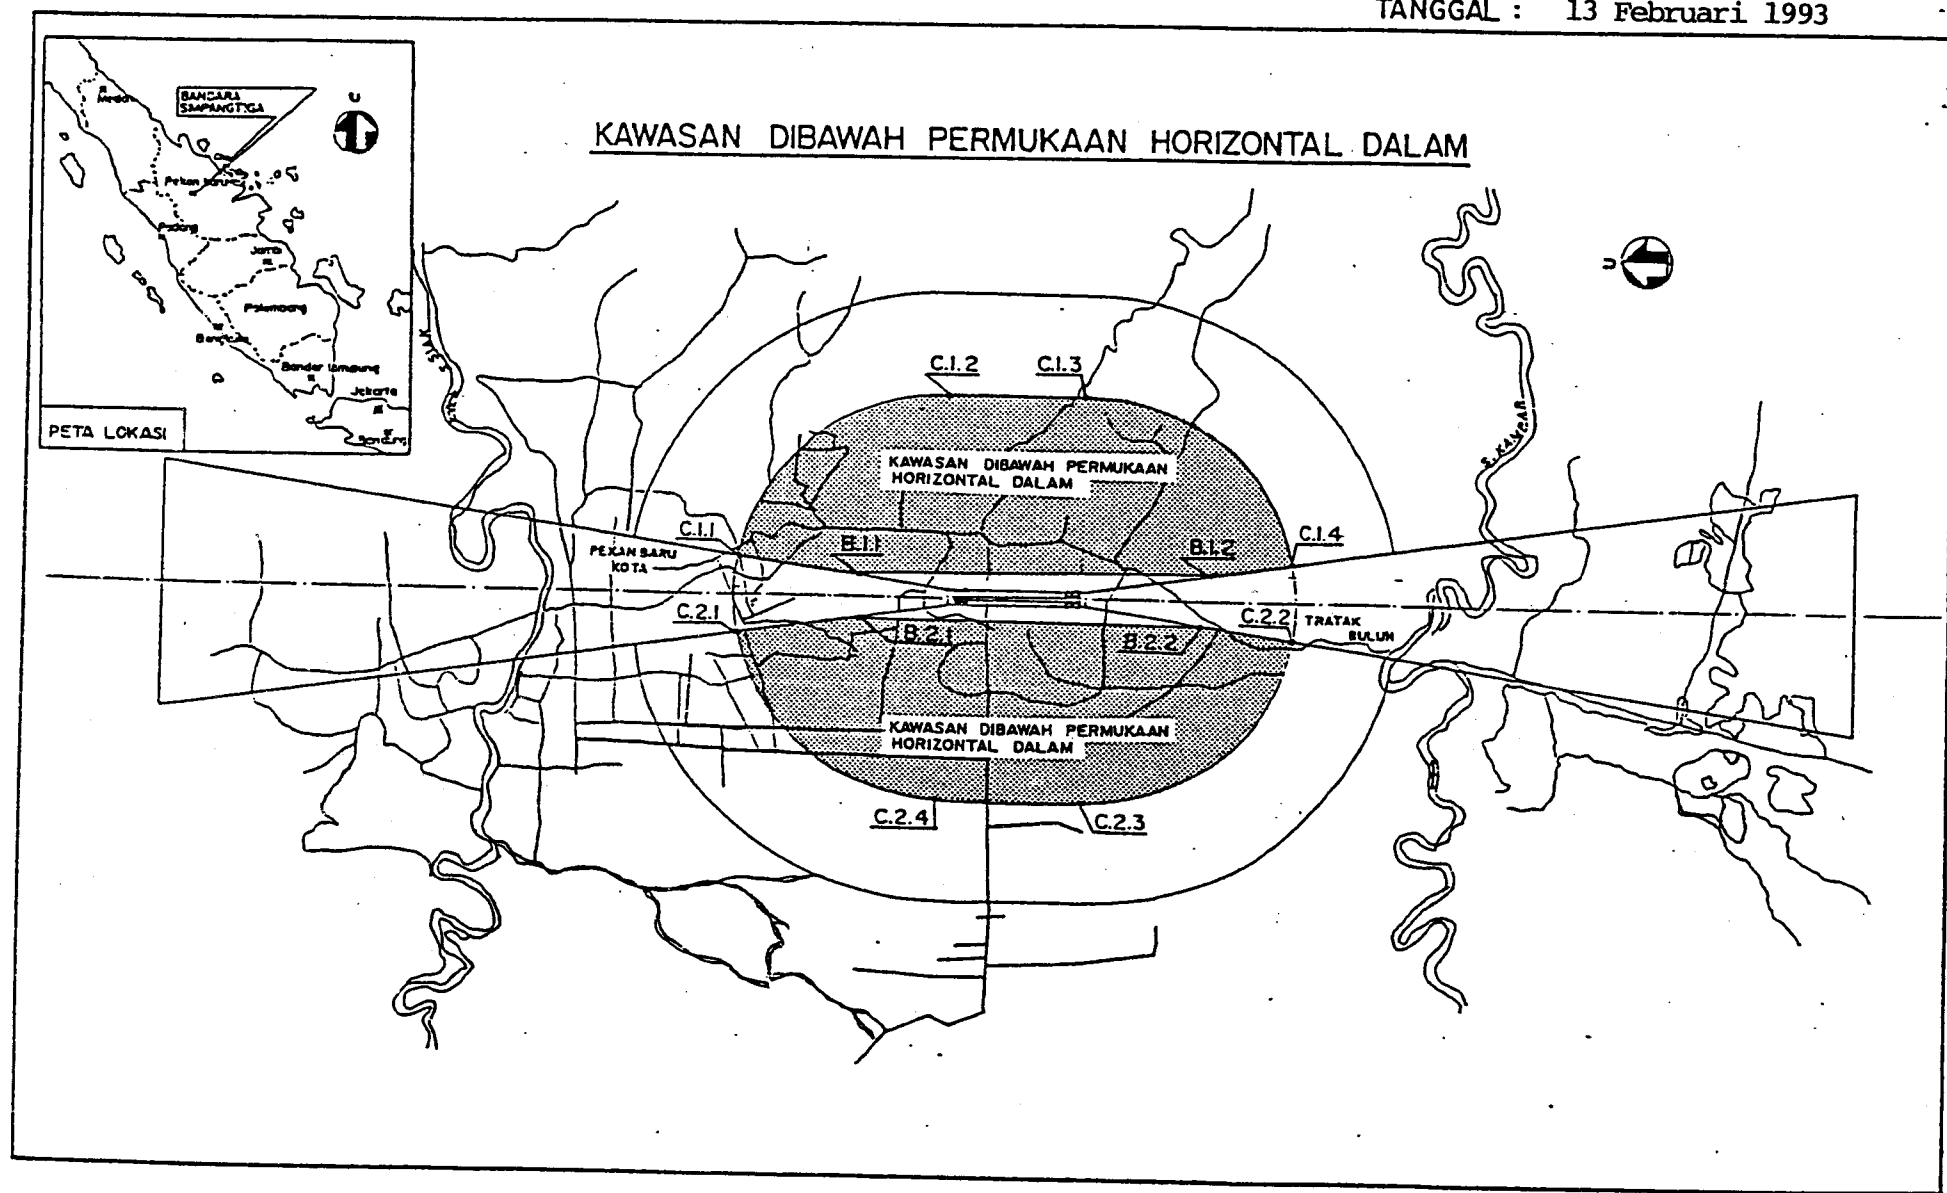 TANGGAL : 13 Februari 1993
BANDARA
SIMPANGTIGA
U
Medan
Pekan baru
Padang
Jambi
Palembang
Bengkulu
Bandar lampung
Jakarta
Bandung
PETA LOKASI
KAWASAN DIBAWAH PERMUKAAN HORIZONTAL DALAM
U
S. SIAK
S. KAMPAR
C.1.2
C.1.3
KAWASAN DIBAWAH PERMUKAAN
HORIZONTAL DALAM
C.1.1
B.1.1
B.1.2
C.1.4
PEKAN BARU
KOTA
C.2.1
B.2.1
B.2.2
C.2.2
TRATAK
BULUH
KAWASAN DIBAWAH PERMUKAAN
HORIZONTAL DALAM
C.2.4
C.2.3